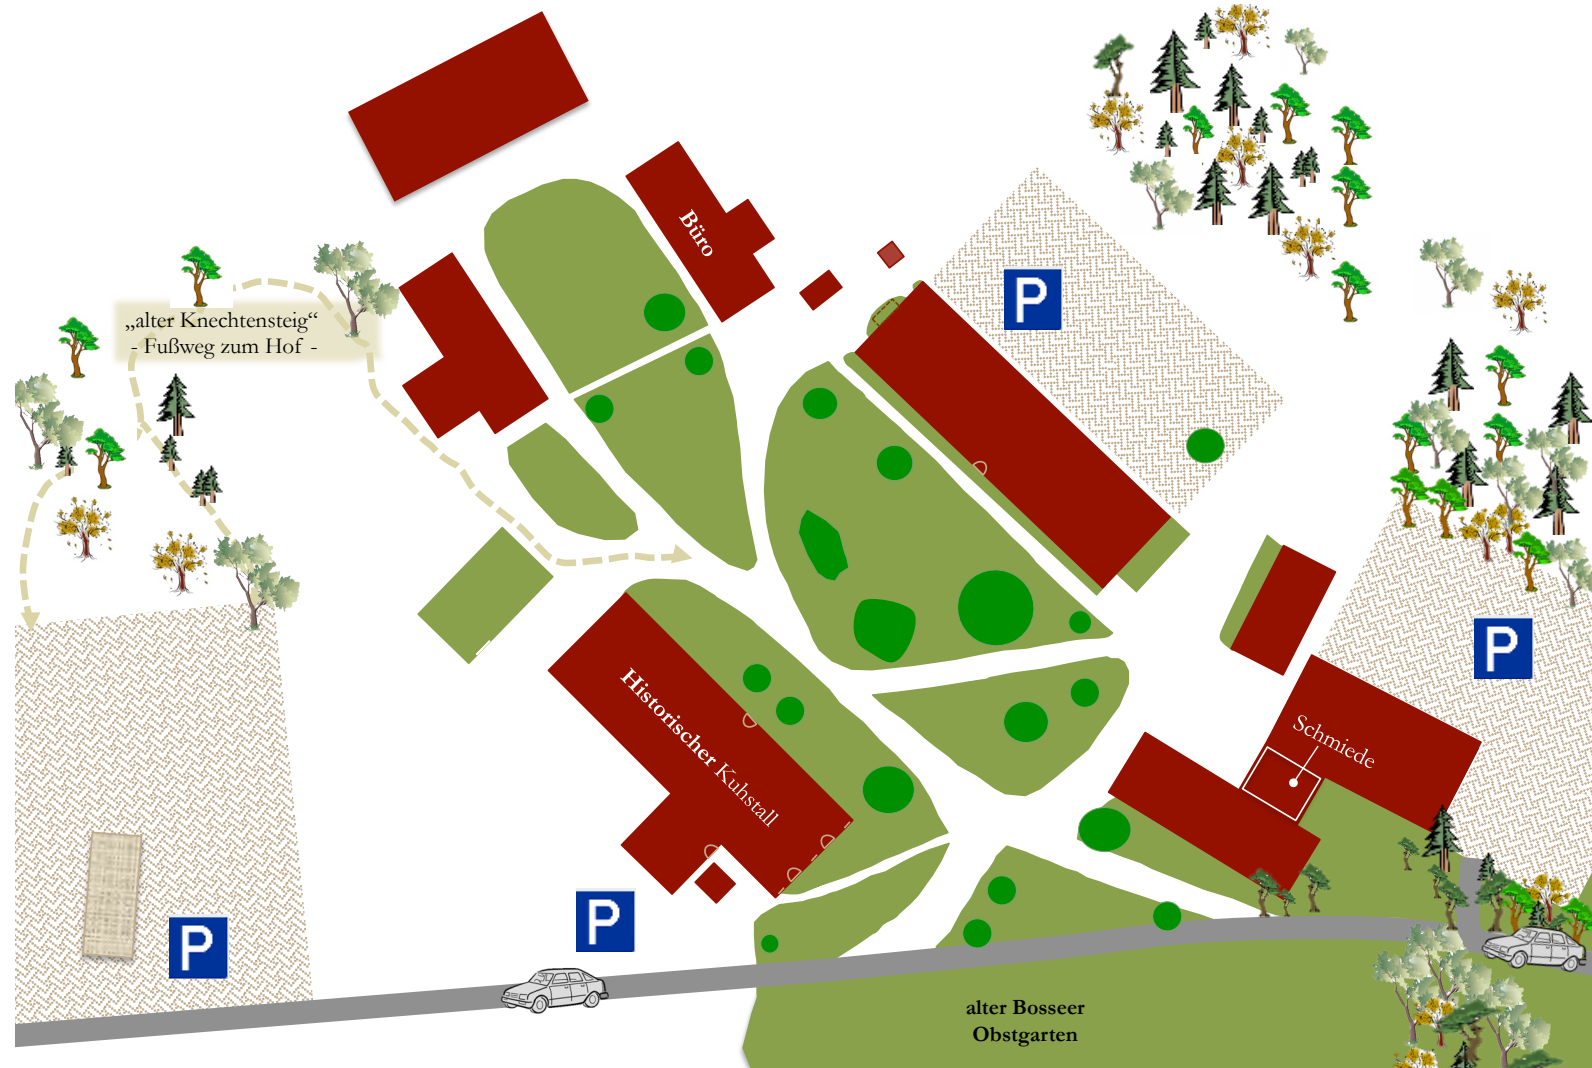 Büro
P
„alter Knechtensteig“
- Fußweg zum Hof -
P
Historischer Kuhstall
Schmiede
P
P
alter Bosseer
Obstgarten